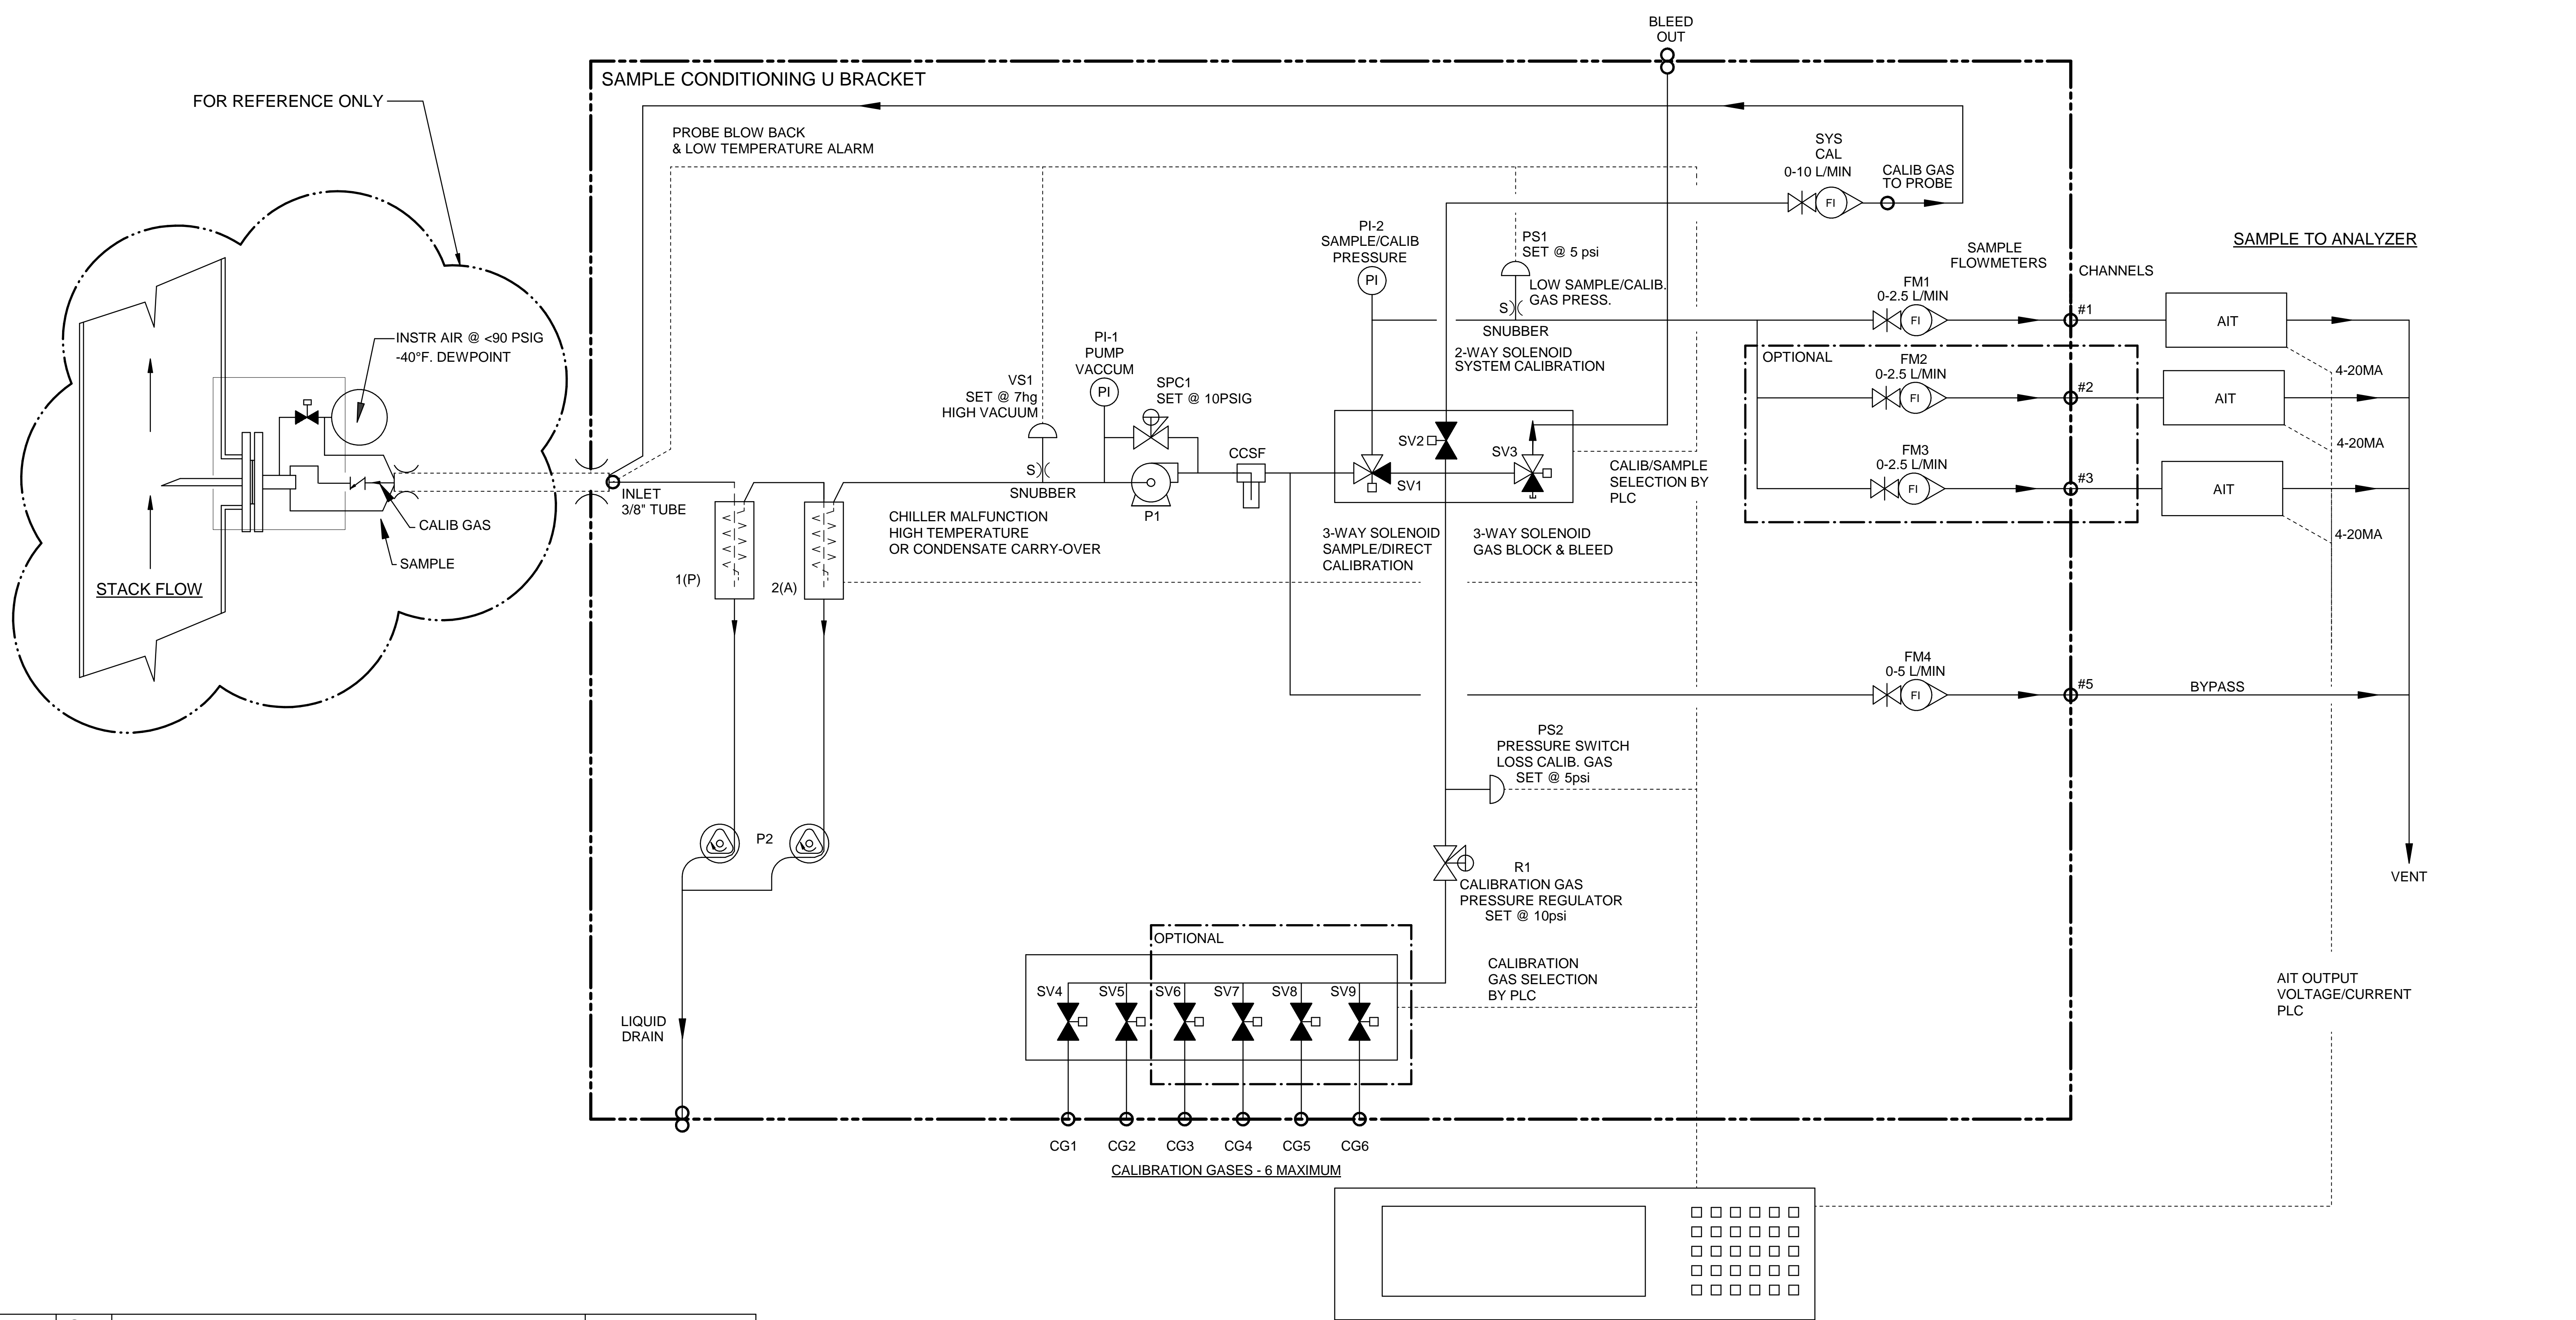 BLEED
OUT
SAMPLE CONDITIONING U BRACKET
FOR REFERENCE ONLY
PROBE BLOW BACK
& LOW TEMPERATURE ALARM
SYS
CAL
0-10 L/MIN
FI
CALIB GAS
TO PROBE
PI-2
SAMPLE/CALIB
PRESSURE
PI
PS1
SET @ 5 psi
LOW SAMPLE/CALIB.
GAS PRESS.
S
SNUBBER
SAMPLE
FLOWMETERS
CHANNELS
SAMPLE TO ANALYZER
FM1
0-2.5 L/MIN
FI
#1
AIT
4-20MA
OPTIONAL
FM2
0-2.5 L/MIN
FI
#2
AIT
4-20MA
FM3
0-2.5 L/MIN
FI
#3
AIT
4-20MA
INSTR AIR @ <90 PSIG
-40°F. DEWPOINT
CALIB GAS
SAMPLE
STACK FLOW
INLET
3/8" TUBE
1(P)
2(A)
VS1
SET @ 7hg
HIGH VACUUM
S
SNUBBER
PI-1
PUMP
VACCUM
PI
SPC1
SET @ 10PSIG
P1
CCSF
CHILLER MALFUNCTION
HIGH TEMPERATURE
OR CONDENSATE CARRY-OVER
2-WAY SOLENOID
SYSTEM CALIBRATION
SV2
SV3
SV1
3-WAY SOLENOID
SAMPLE/DIRECT
CALIBRATION
3-WAY SOLENOID
GAS BLOCK & BLEED
CALIB/SAMPLE
SELECTION BY
PLC
FM4
0-5 L/MIN
FI
#5
BYPASS
VENT
PS2
PRESSURE SWITCH
LOSS CALIB. GAS
SET @ 5psi
P2
R1
CALIBRATION GAS
PRESSURE REGULATOR
SET @ 10psi
OPTIONAL
CALIBRATION
GAS SELECTION
BY PLC
SV4
SV5
SV6
SV7
SV8
SV9
LIQUID
DRAIN
AIT OUTPUT
VOLTAGE/CURRENT
PLC
CG1
CG2
CG3
CG4
CG5
CG6
CALIBRATION GASES - 6 MAXIMUM